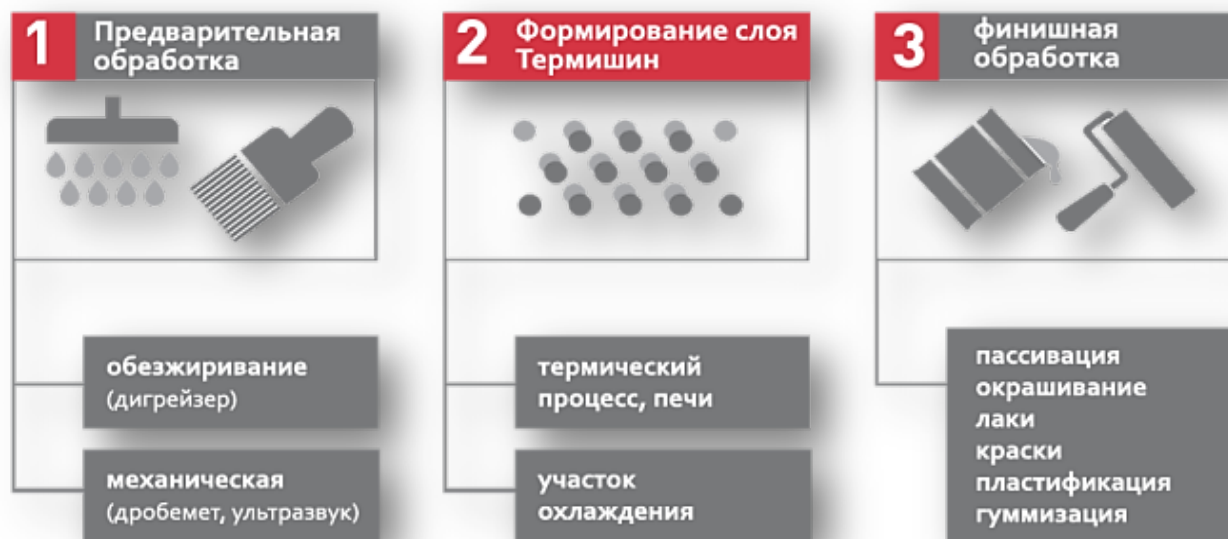 1
Предварительная
обработка
обезжиривание
(дигрейзер)
механическая
(дробемет, ультразвук)
2
Формирование слоя
Термишин
термический
процесс, печи
участок
охлаждения
3
финишная
обработка
пассивация
окрашивание
лаки
краски
пластификация
гуммизация